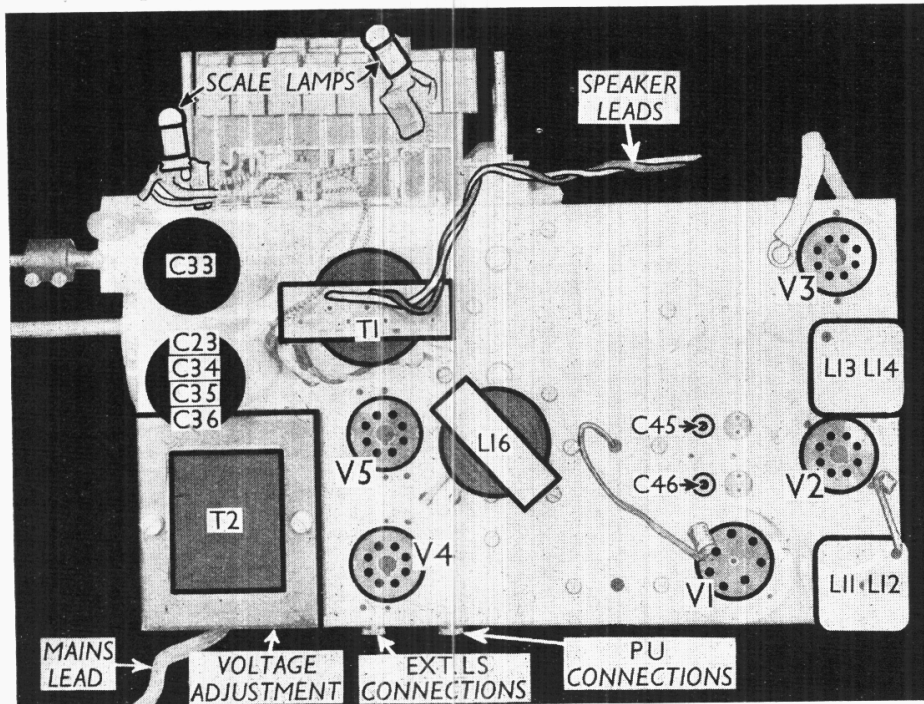 SCALE LAMPS
SPEAKER
LEADS
C33
V3
T1
C23
C34
C35
C36
L13 L14
C45
L16
V5
V2
C46
T2
V4
V1
L11 L12
MAINS
LEAD
VOLTAGE
ADJUSTMENT
EXT. LS
CONNECTIONS
PU
CONNECTIONS